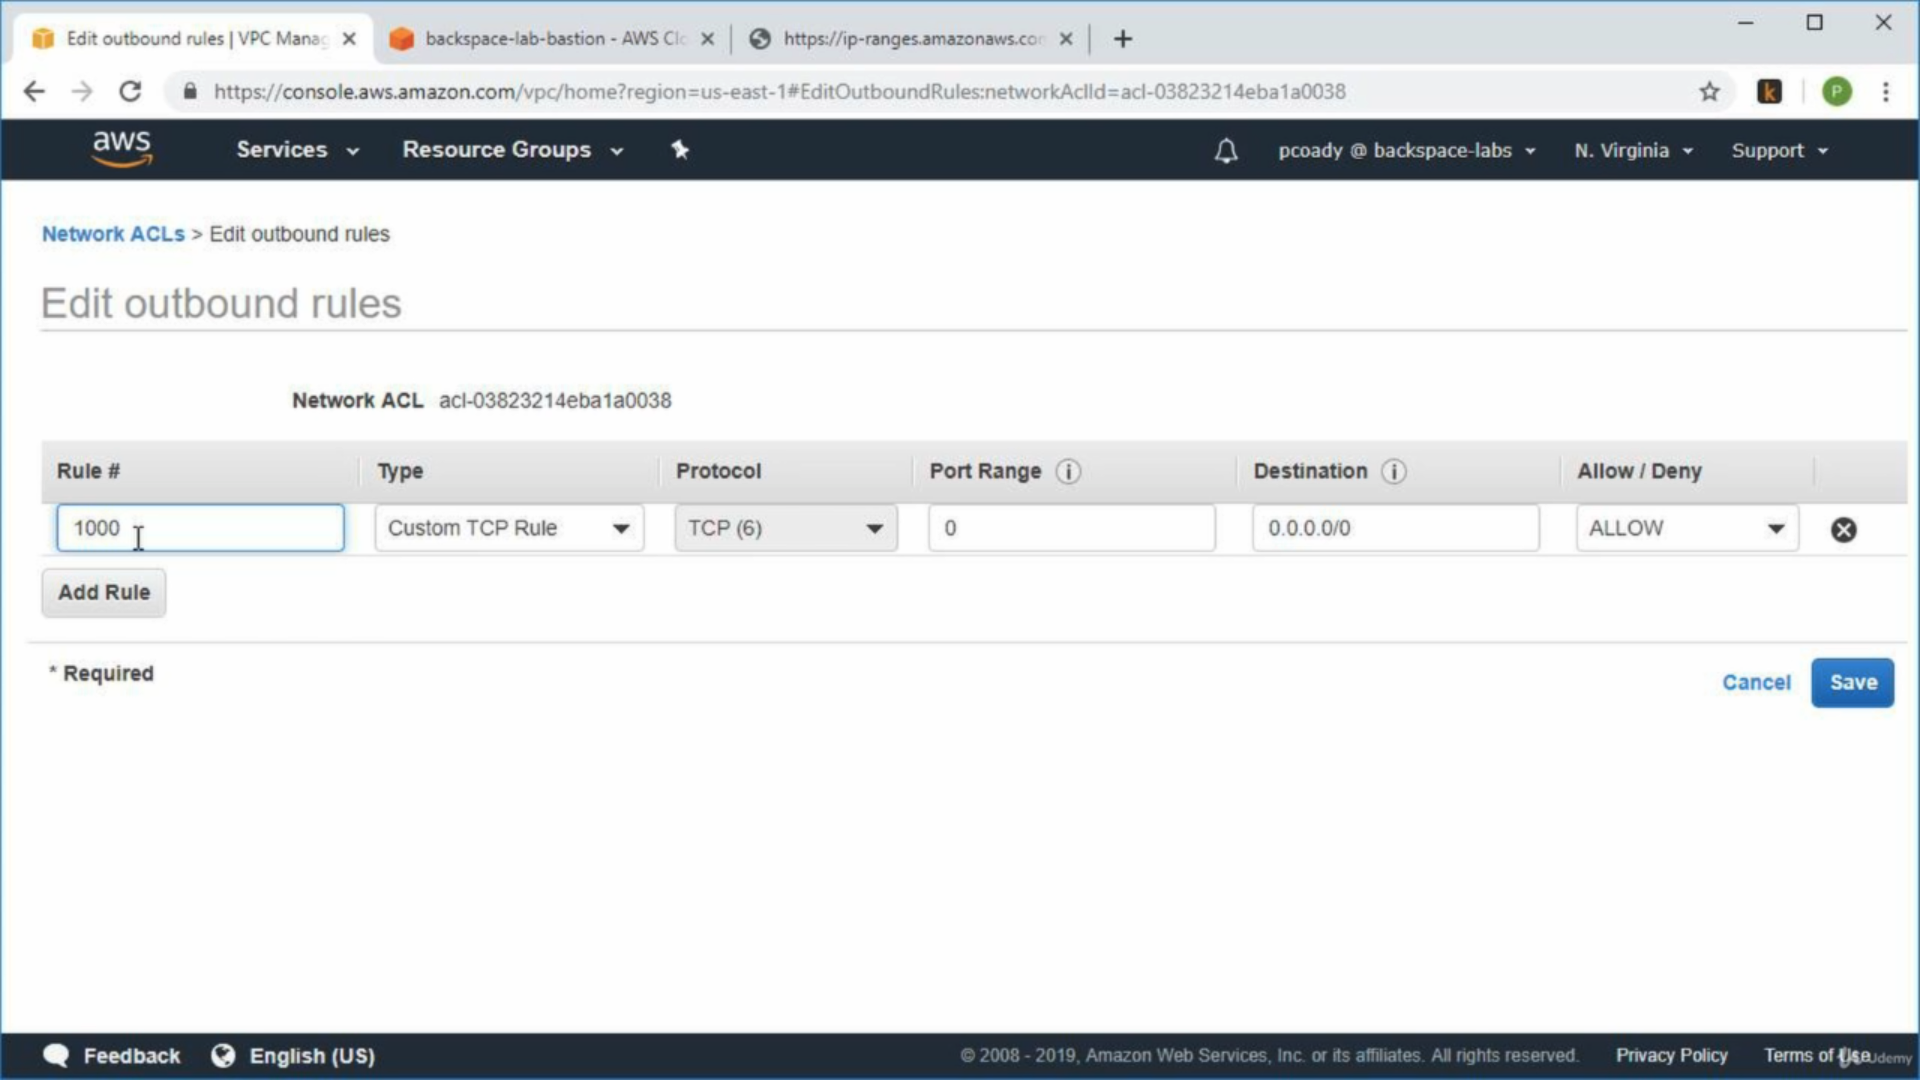 Edit outbound rules | VPC Manag
backspace-lab-bastion - AWS Clo
https://ip-ranges.amazonaws.con
https://console.aws.amazon.com/vpc/home?region=us-east-1#EditOutboundRules:networkAclId=acl-03823214eba1a0038
k
P
aws
Services
Resource Groups
pcoady @ backspace-labs
N. Virginia
Support
Network ACLs > Edit outbound rules
Edit outbound rules
Network ACL acl-03823214eba1a0038
Rule # Type Protocol Port Range i Destination i Allow / Deny
1000 Custom TCP Rule TCP (6) 0 0.0.0.0/0 ALLOW
Add Rule
* Required
Cancel Save
Feedback English (US) © 2008 - 2019, Amazon Web Services, Inc. or its affiliates. All rights reserved. Privacy Policy Terms of Use
Udemy